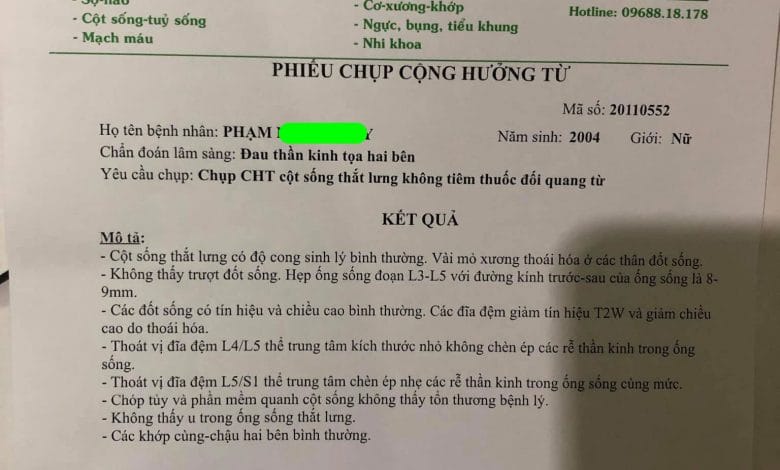 - Sọ-não
- Cột sống-tuỷ sống
- Mạch máu
- Cơ-xương-khớp
- Ngực, bụng, tiểu khung
- Nhi khoa
Hotline: 09688.18.178
PHIẾU CHỤP CỘNG HƯỞNG TỪ
Mã số: 20110552
Họ tên bệnh nhân: PHẠM Năm sinh: 2004 Giới: Nữ
Chẩn đoán lâm sàng: Đau thần kinh tọa hai bên
Yêu cầu chụp: Chụp CHT cột sống thắt lưng không tiêm thuốc đối quang từ
KẾT QUẢ
Mô tả:
- Cột sống thắt lưng có độ cong sinh lý bình thường. Vài mỏ xương thoái hóa ở các thân đốt sống.
- Không thấy trượt đốt sống. Hẹp ống sống đoạn L3-L5 với đường kính trước-sau của ống sống là 8-
9mm.
- Các đốt sống có tín hiệu và chiều cao bình thường. Các đĩa đệm giảm tín hiệu T2W và giảm chiều
cao do thoái hóa.
- Thoát vị đĩa đệm L4/L5 thể trung tâm kích thước nhỏ không chèn ép các rễ thần kinh trong ống
sống.
- Thoát vị đĩa đệm L5/S1 thể trung tâm chèn ép nhẹ các rễ thần kinh trong ống sống cùng mức.
- Chóp tủy và phần mềm quanh cột sống không thấy tổn thương bệnh lý.
- Không thấy u trong ống sống thắt lưng.
- Các khớp cùng-chậu hai bên bình thường.